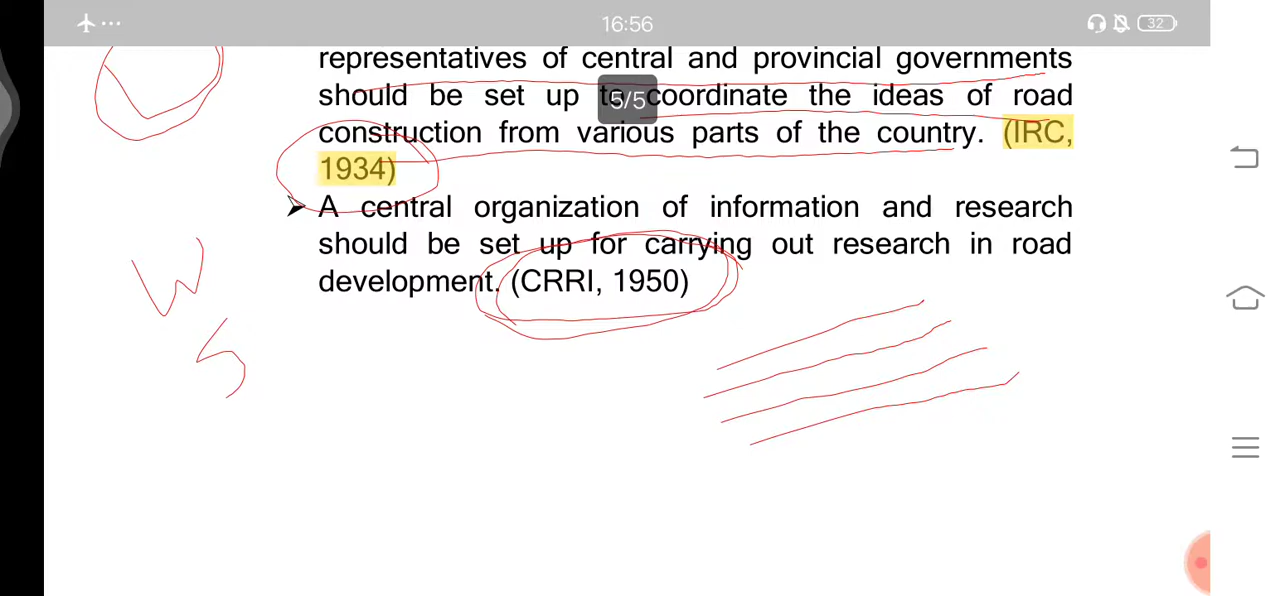 16:56
32
representatives of central and provincial governments
should be set up to coordinate the ideas of road
5/5
construction from various parts of the country. (IRC,
1934)
➤ A central organization of information and research
should be set up for carrying out research in road
development. (CRRI, 1950)
W
S